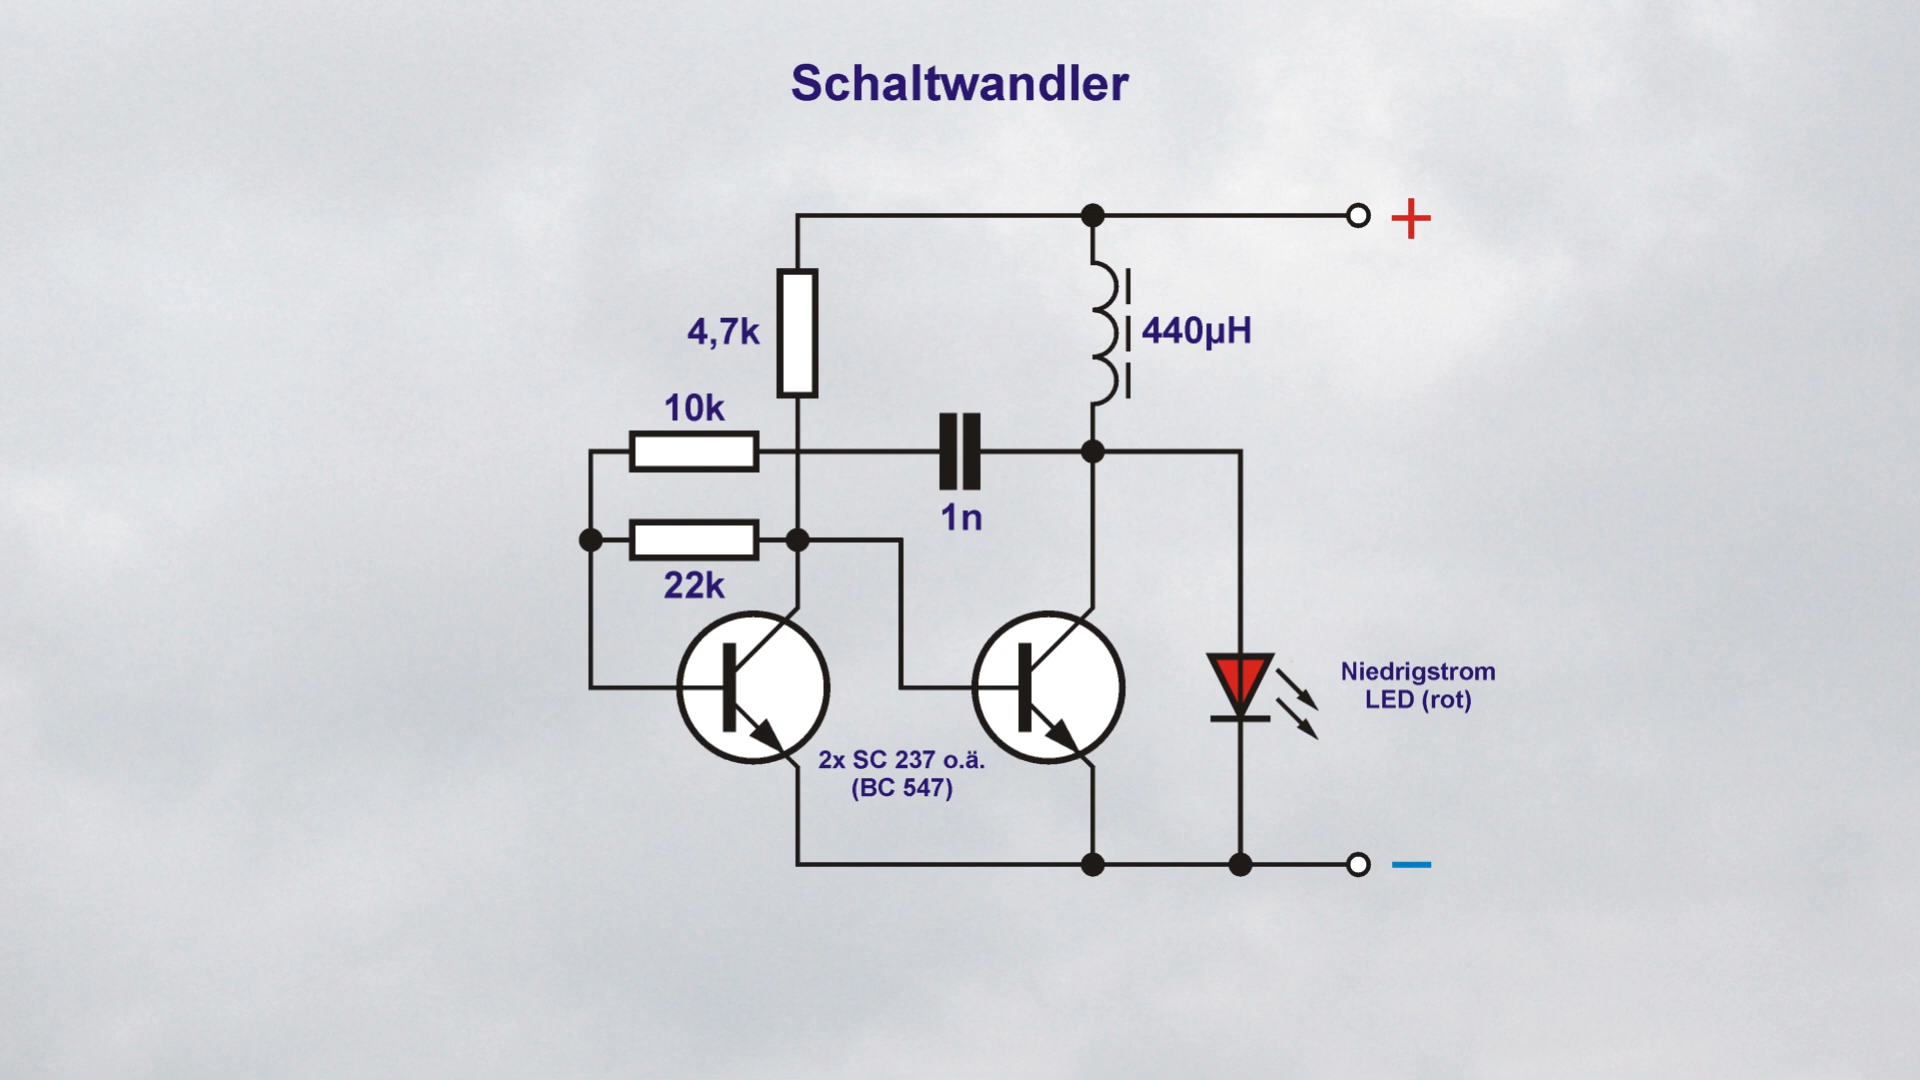 Schaltwandler
+
4,7k
440µH
10k
1n
22k
Niedrigstrom
LED (rot)
2x SC 237 o.ä.
(BC 547)
−